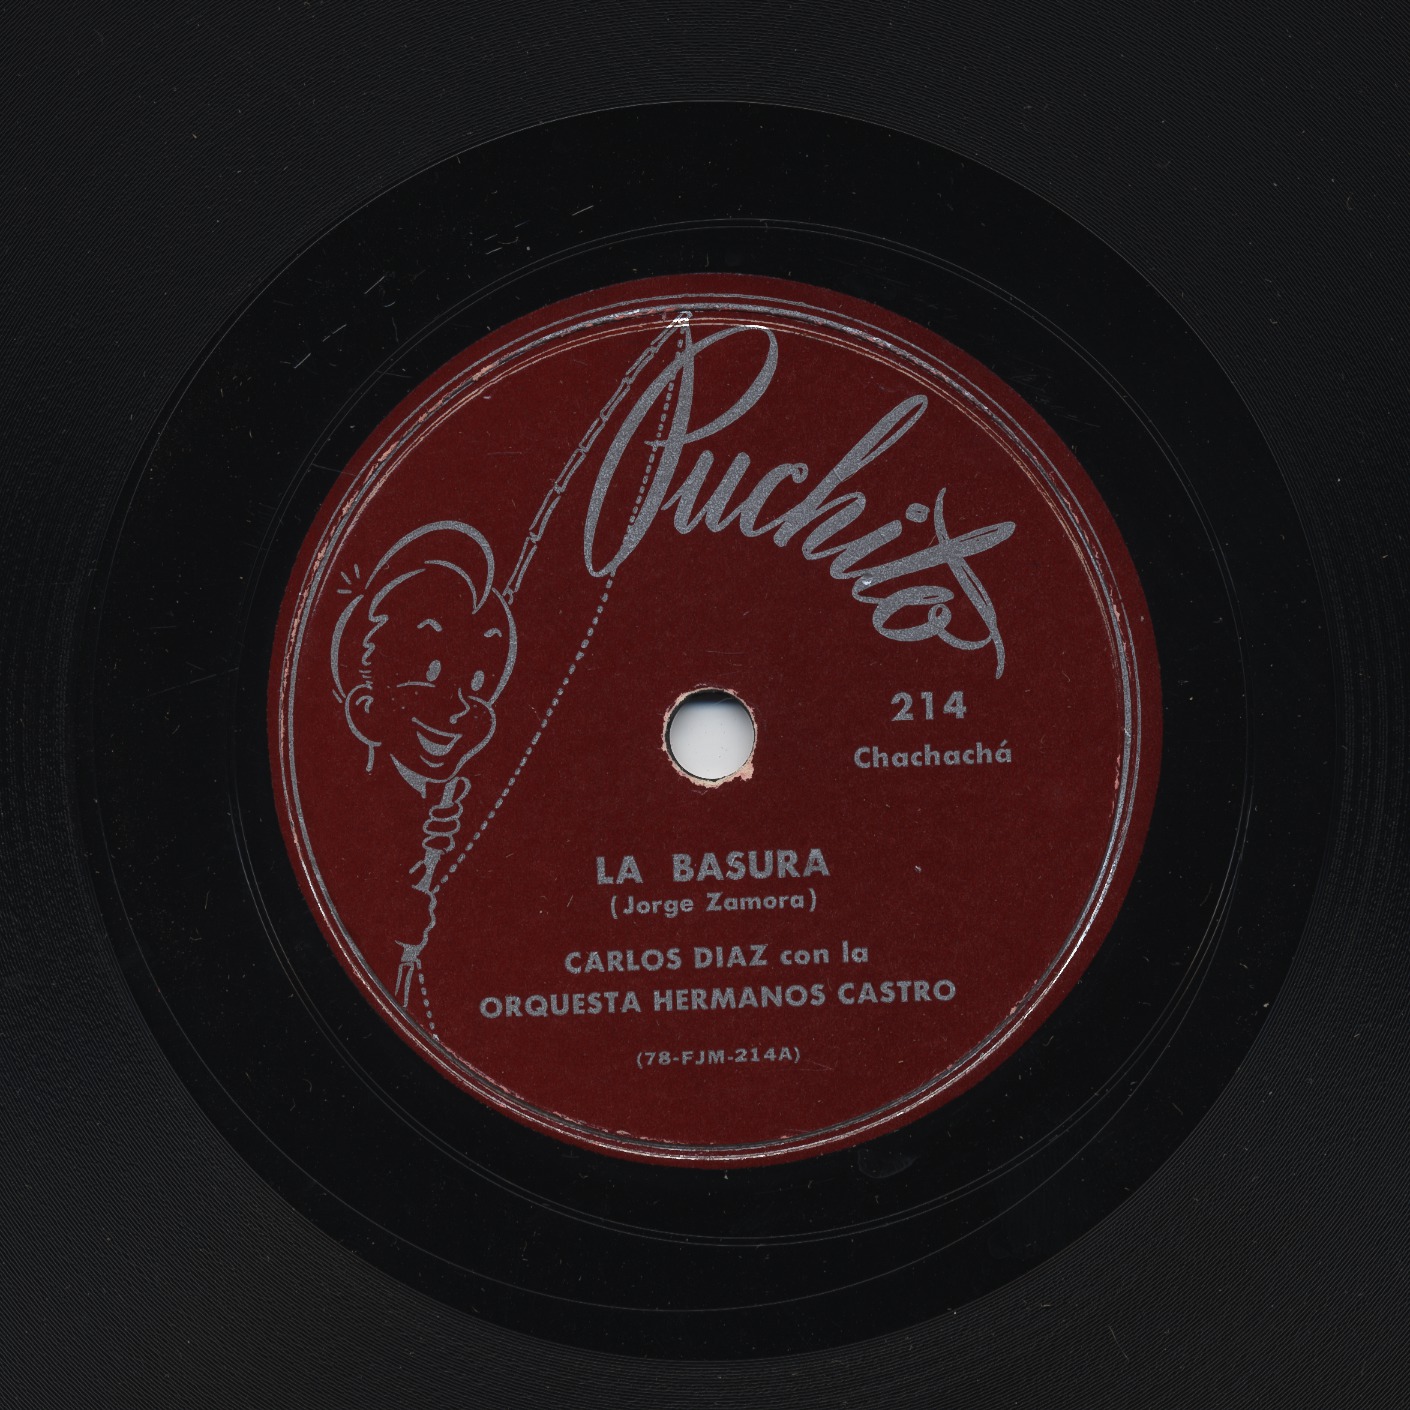 Puchito
214
Chachachá
LA BASURA
(Jorge Zamora)
CARLOS DIAZ con la
ORQUESTA HERMANOS CASTRO
(78-FJM-214A)